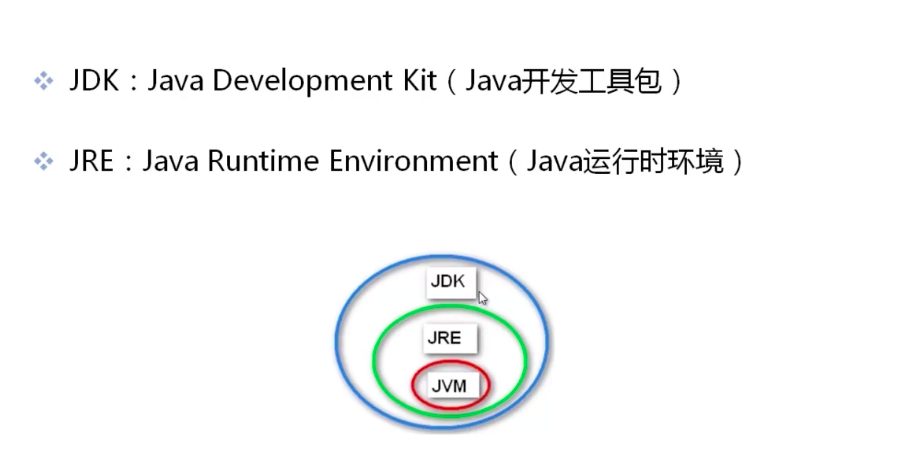 JDK：Java Development Kit（Java开发工具包）
JRE：Java Runtime Environment（Java运行时环境）
JDK
JRE
JVM